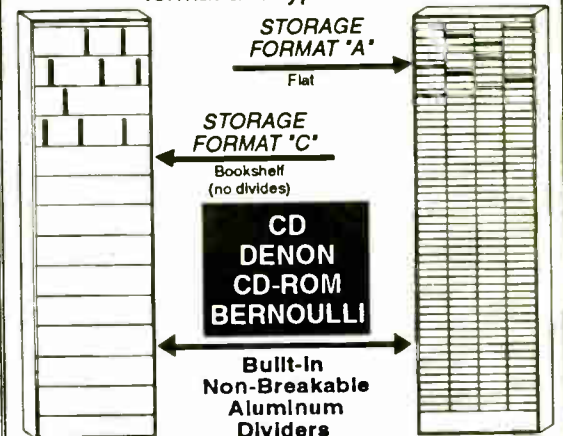 STORAGE
FORMAT "A"
Flat
STORAGE
FORMAT "C"
Bookshelf
(no divides)
CD
DENON
CD-ROM
BERNOULLI
Built-in
Non-Breakable
Aluminum
Dividers